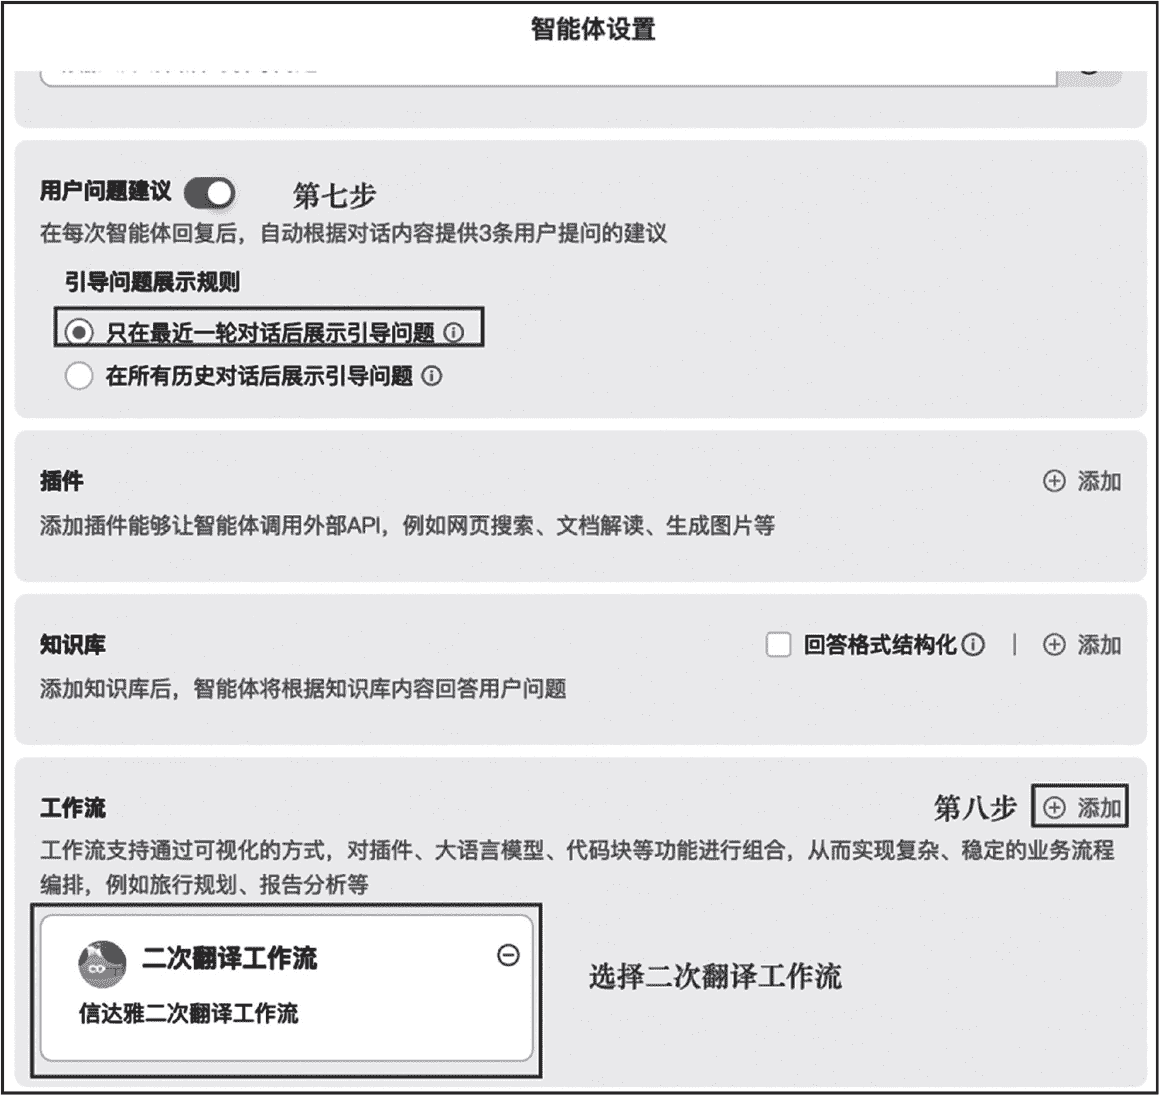 智能体设置
用户问题建议 第七步
在每次智能体回复后，自动根据对话内容提供3条用户提问的建议
引导问题展示规则
只在最近一轮对话后展示引导问题
在所有历史对话后展示引导问题
插件 添加
添加插件能够让智能体调用外部API，例如网页搜索、文档解读、生成图片等
知识库 回答格式结构化 | 添加
添加知识库后，智能体将根据知识库内容回答用户问题
工作流 第八步 添加
工作流支持通过可视化的方式，对插件、大语言模型、代码块等功能进行组合，从而实现复杂、稳定的业务流程
编排，例如旅行规划、报告分析等
二次翻译工作流
选择二次翻译工作流
信达雅二次翻译工作流